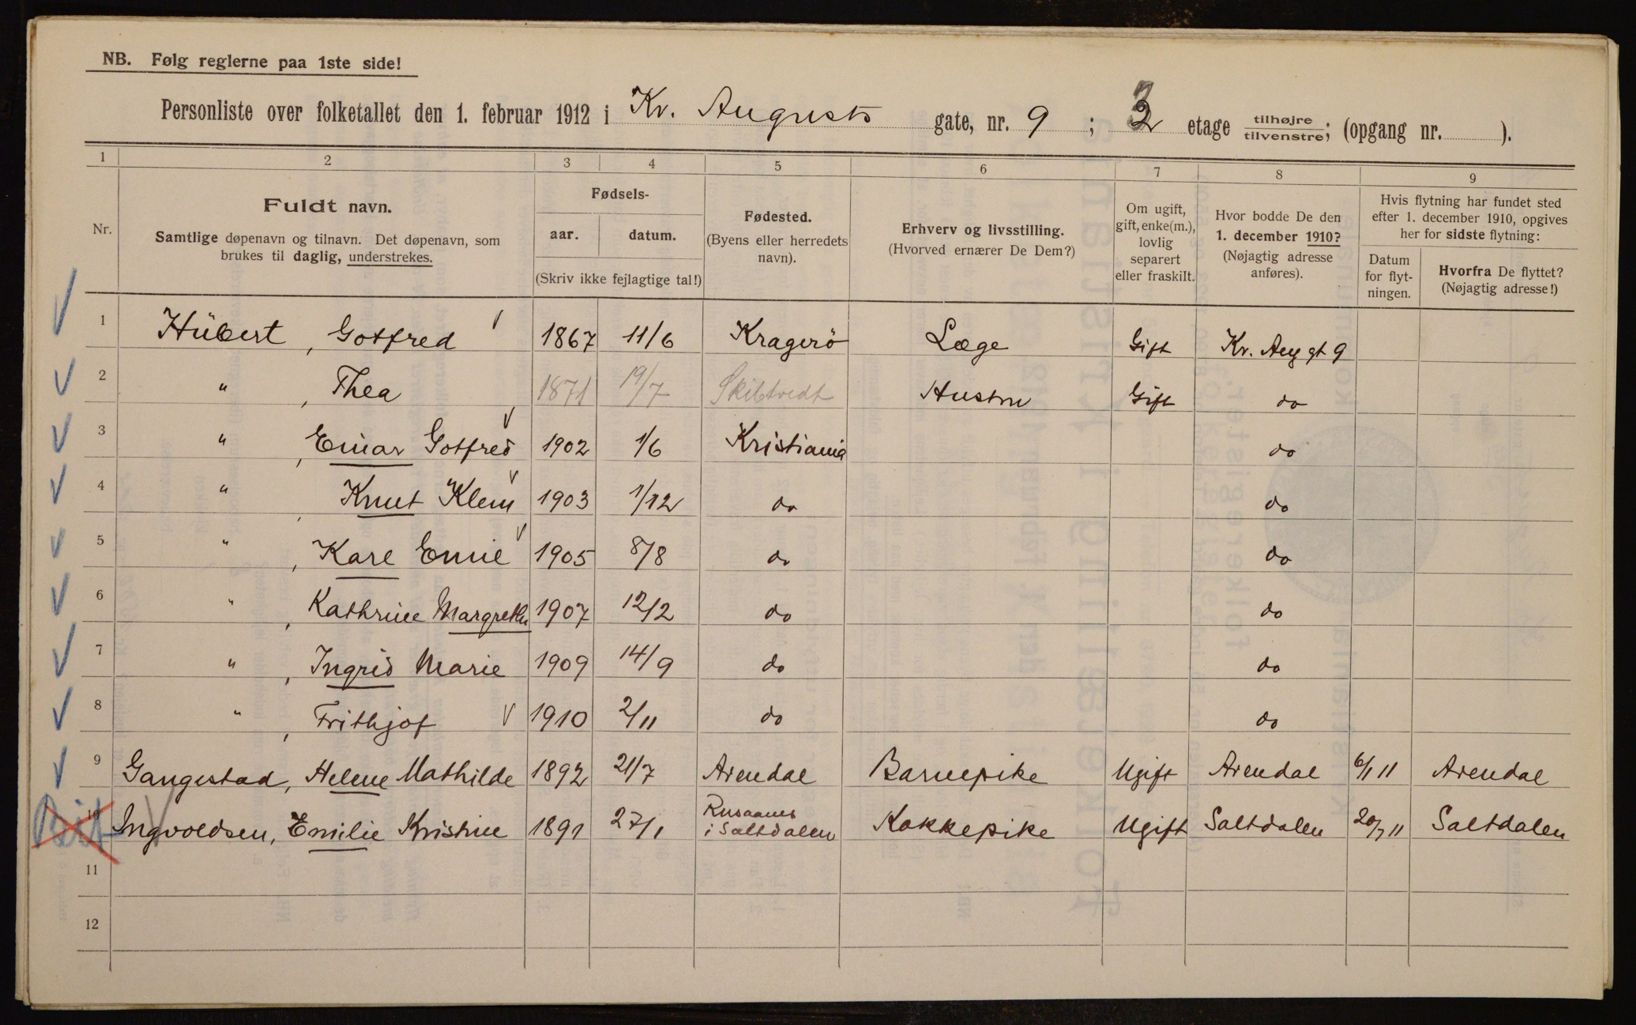 NB. Følg reglerne paa 1ste side!
Personliste over folketallet den 1. februar 1912 i Kv. Augusts gate, nr. 9 ; 3 etage tilhøjre tilvenstre; (opgang nr. ).
1 2 3 4 5 6 7 8 9
Nr.
Fuldt navn.
Samtlige døpenavn og tilnavn. Det døpenavn, som
brukes til daglig, understrekes.
Fødsels-
aar. datum.
(Skriv ikke fejlagtige tal!)
Fødested.
(Byens eller herredets
navn).
Erhverv og livsstilling.
(Hvorved ernærer De Dem?)
Om ugift,
gift, enke(m.),
lovlig
separert
eller fraskilt.
Hvor bodde De den
1. december 1910?
(Nøjagtig adresse
anføres).
Hvis flytning har fundet sted
efter 1. december 1910, opgives
her for sidste flytning:
Datum
for flyt-
ningen.
Hvorfra De flyttet?
(Nøjagtig adresse!)
1 Hübert, Gotfred 1867 11/6 Kragerö Læge Gift Kv. Aug gt 9
2 " , Thea 1871 19/7 Skibtvedt Hustru Gift do
3 " , Einar Gotfred 1902 1/6 Kristiania do
4 " , Knut Klem 1903 1/12 do do
5 " , Kare 1905 8/8 do do
6 " , Kathrine Margrethe 1907 12/2 do do
7 " , Ingrid Marie 1909 14/9 do do
8 " , Frithjof 1910 2/11 do do
9 Gangestad, Helene Mathilde 1892 21/7 Arendal Barnepike Ugift Arendal 6/1 11 Arendal
10 Ingvoldsen, Emilie Kristine 1891 27/1 i Saltdalen Kokkepike Ugift Saltdalen 20/7 11 Saltdalen
11
12